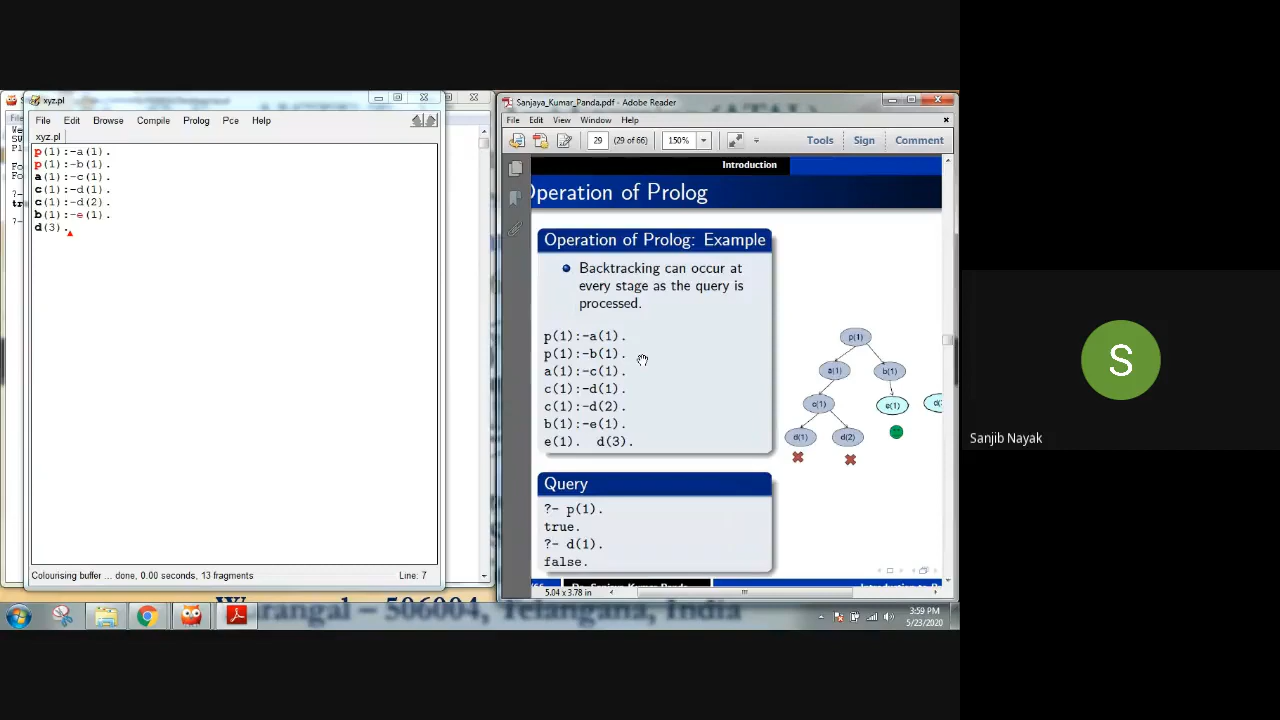 xyz.pl
File Edit Browse Compile Prolog Pce Help
xyz.pl
p(1):-a(1).
p(1):-b(1).
a(1):-c(1).
c(1):-d(1).
c(1):-d(2).
b(1):-e(1).
d(3).
Colourising buffer ... done, 0.00 seconds, 13 fragments
Line: 7
Sanjaya_Kumar_Panda.pdf - Adobe Reader
File Edit View Window Help
29 (29 of 66) 150% Tools Sign Comment
Introduction
Operation of Prolog
Operation of Prolog: Example
Backtracking can occur at
every stage as the query is
processed.
p(1):-a(1).
p(1):-b(1).
a(1):-c(1).
c(1):-d(1).
c(1):-d(2).
b(1):-e(1).
e(1). d(3).
p(1)
a(1) b(1)
c(1) e(1)
d(1) d(2)
Query
?- p(1).
true.
?- d(1).
false.
5.04 x 3.78 in
Warangal – 506004, Telangana, India
3:59 PM
5/23/2020
S
Sanjib Nayak